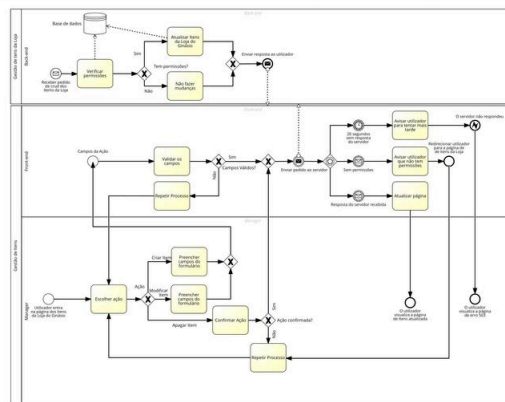 Back-end
Gestão de Itens da Loja
Back-end
Base de dados
Receber pedido
de crud dos itens
da Loja
Verificar
permissões
Tem permissões?
Sim
Não
Atualizar itens
da Loja do
Ginásio
Não fazer
mudanças
Enviar resposta ao utilizador
Gestão de Itens
Front-end
Campos da Ação
Validar os
campos
Sim
Campos Válidos?
Não
Repetir Processo
Enviar pedido ao servidor
20 segundos
sem resposta
do servidor
Avisar utilizador
para tentar mais
tarde
O servidor não respondeu
Sem permissões
Avisar utilizador
que não tem
permissões
Redirecionar utilizador
para a página de
itens da Loja
Resposta do servidor recebida
Atualizar página
Manager
Manager
Utilizador entra
na página dos itens
da Loja do Ginásio
Escolher ação
Ação
Criar Item
Preencher
campos do
formulário
Modificar
Item
Preencher
campos do
formulário
Apagar Item
Confirmar Ação
Ação confirmada?
Sim
Não
Repetir Processo
O utilizador
visualiza a página
de itens atualizada
O utilizador
visualiza a página
de erro 503